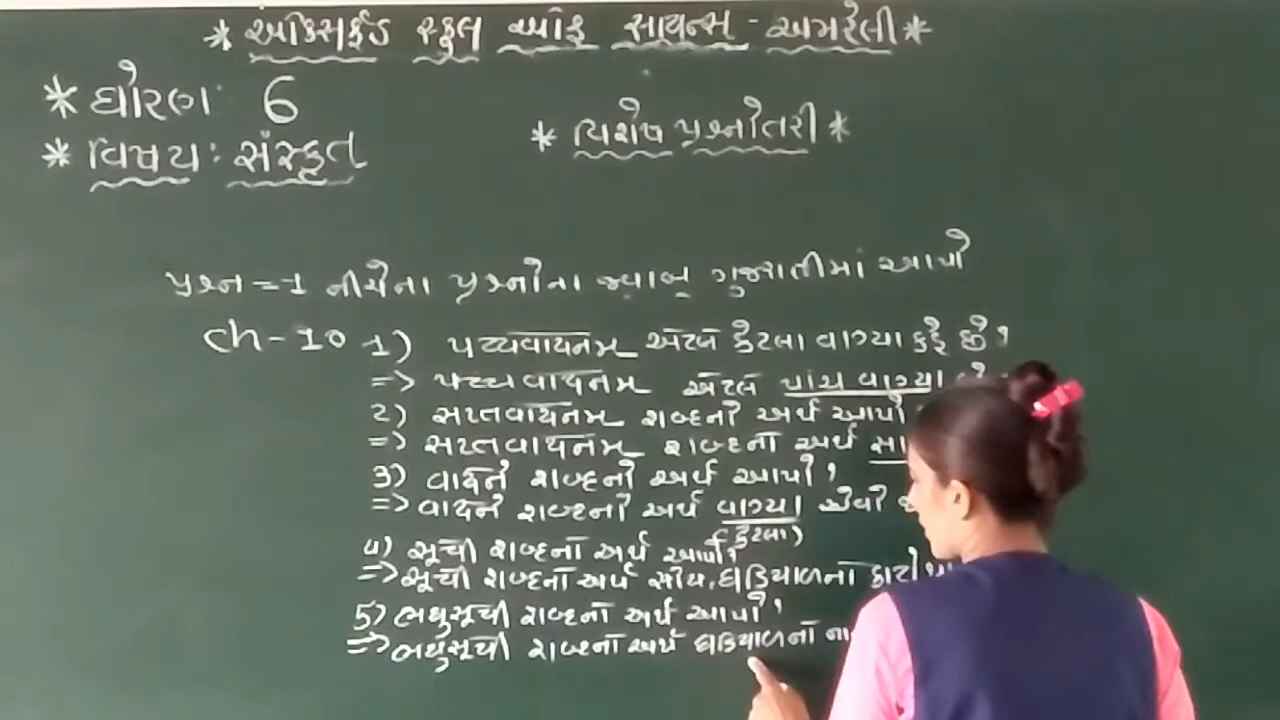 * ઓક્સફર્ડ સ્કુલ ઓફ સાયન્સ - અમરેલી *
* ધોરણ: 6
* વિશેષ પ્રશ્નોતરી *
* વિષય: સંસ્કૃત
પ્રશ્ન = 1 નીચેના પ્રશ્નોના જવાબ ગુજરાતીમાં આપો
Ch - 10 1) પચ્ચવાદનમ્ એટલે કેટલા વાગ્યા કહે છે?
=> પચ્ચવાદનમ્ એટલે પાંચ વાગ્યા
2) સપ્તવાદનમ્ શબ્દનો અર્થ આપો
=> સપ્તવાદનમ્ શબ્દનો અર્થ સા
3) વાદને શબ્દનો અર્થ આપો?
=> વાદને શબ્દનો અર્થ વાગ્યા એવો
(કેટલા)
4) સૂચી શબ્દનો અર્થ આપો?
=> સૂચી શબ્દનો અર્થ સોય, ઘડિયાળનો કાંટો
5) લઘુસૂચી શબ્દનો અર્થ આપો?
=> લઘુસૂચી શબ્દનો અર્થ ઘડિયાળનો ના